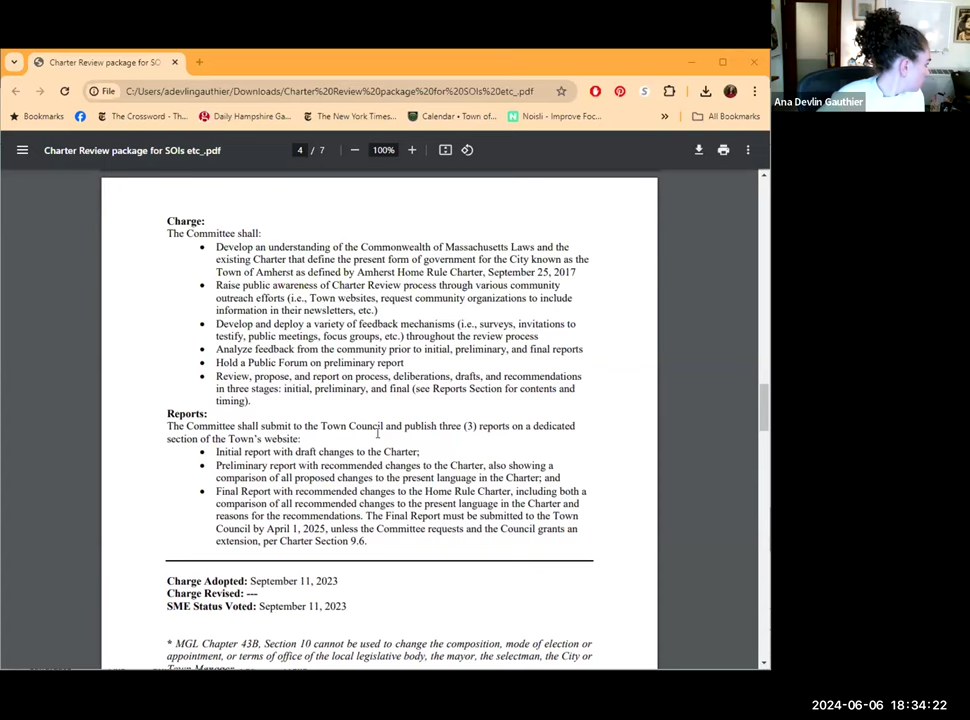 Charter Review package for SO
File
C:/Users/adevlingauthier/Downloads/Charter%20Review%20package%20for%20SOIs%20etc_.pdf
Bookmarks
The Crossword - Th...
Daily Hampshire Ga...
The New York Times...
Calendar • Town of...
Noisli - Improve Foc...
»
All Bookmarks
Charter Review package for SOIs etc_.pdf
4 / 7
100%
Charge:
The Committee shall:
• Develop an understanding of the Commonwealth of Massachusetts Laws and the
existing Charter that define the present form of government for the City known as the
Town of Amherst as defined by Amherst Home Rule Charter, September 25, 2017
• Raise public awareness of Charter Review process through various community
outreach efforts (i.e., Town websites, request community organizations to include
information in their newsletters, etc.)
• Develop and deploy a variety of feedback mechanisms (i.e., surveys, invitations to
testify, public meetings, focus groups, etc.) throughout the review process
• Analyze feedback from the community prior to initial, preliminary, and final reports
• Hold a Public Forum on preliminary report
• Review, propose, and report on process, deliberations, drafts, and recommendations
in three stages: initial, preliminary, and final (see Reports Section for contents and
timing).
Reports:
The Committee shall submit to the Town Council and publish three (3) reports on a dedicated
section of the Town's website:
• Initial report with draft changes to the Charter;
• Preliminary report with recommended changes to the Charter, also showing a
comparison of all proposed changes to the present language in the Charter; and
• Final Report with recommended changes to the Home Rule Charter, including both a
comparison of all recommended changes to the present language in the Charter and
reasons for the recommendations. The Final Report must be submitted to the Town
Council by April 1, 2025, unless the Committee requests and the Council grants an
extension, per Charter Section 9.6.
Charge Adopted: September 11, 2023
Charge Revised: ---
SME Status Voted: September 11, 2023
* MGL Chapter 43B, Section 10 cannot be used to change the composition, mode of election or
appointment, or terms of office of the local legislative body, the mayor, the selectman, the City or
Town Manager
Ana Devlin Gauthier
2024-06-06 18:34:22